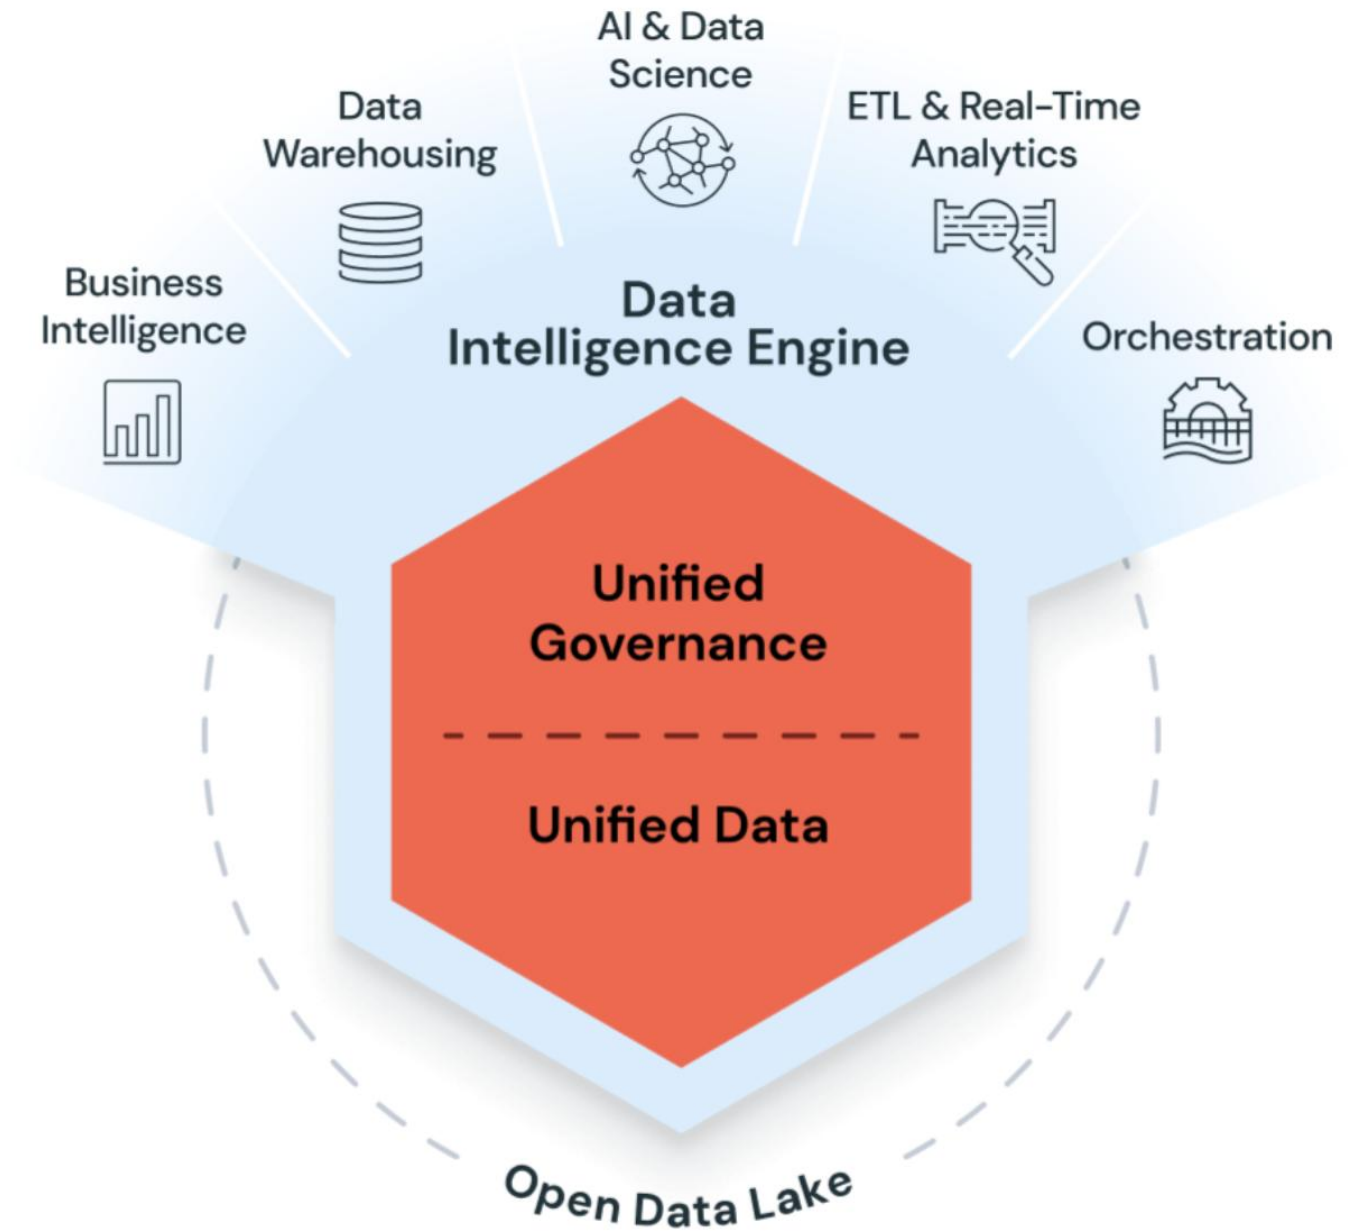 AI & Data
Science
Data
Warehousing
ETL & Real-Time
Analytics
Business
Intelligence
Orchestration
Data
Intelligence Engine
Unified
Governance
Unified Data
Open Data Lake